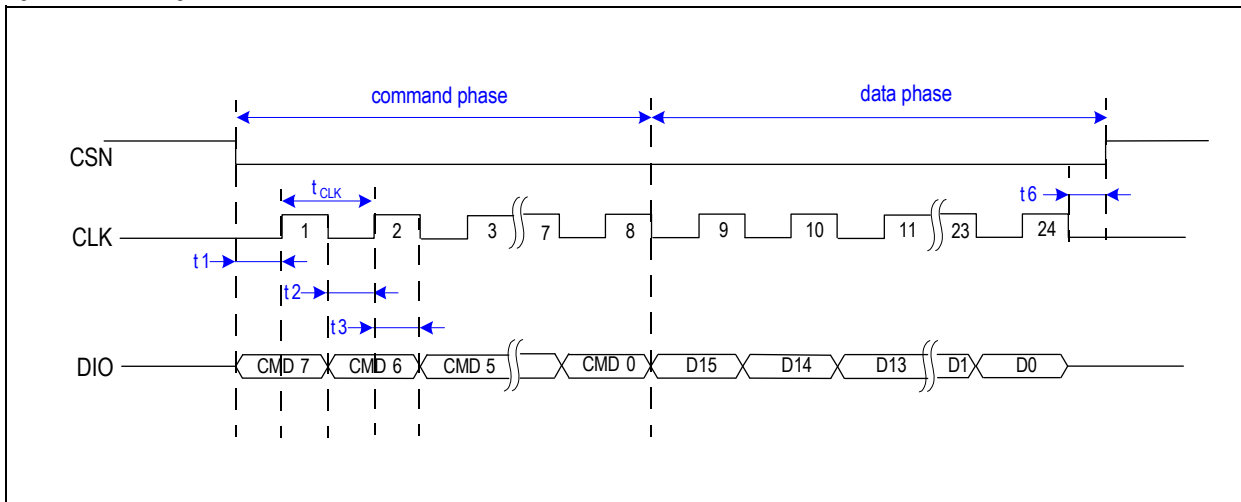 command phase data phase
CSN
t CLK
t6
CLK 1 2 3 7 8 9 10 11 23 24
t1
t2
t3
DIO CMD 7 CMD 6 CMD 5 CMD 0 D15 D14 D13 D1 D0